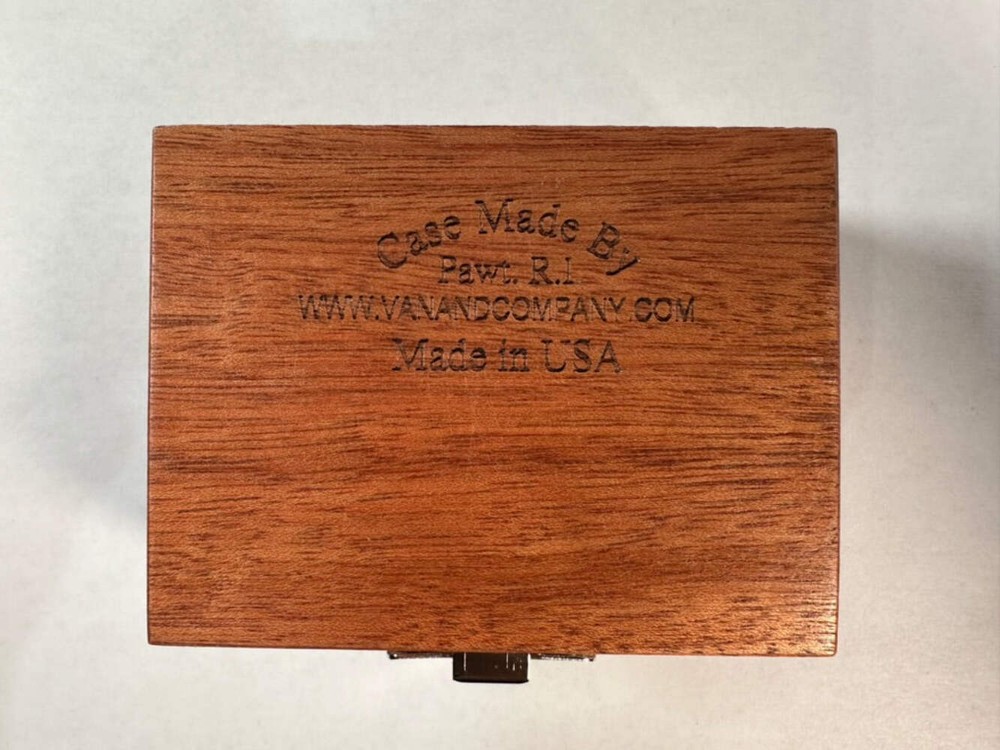 Case Made By
Pawt. R.I
WWW.VANANDCOMPANY.COM
Made in USA